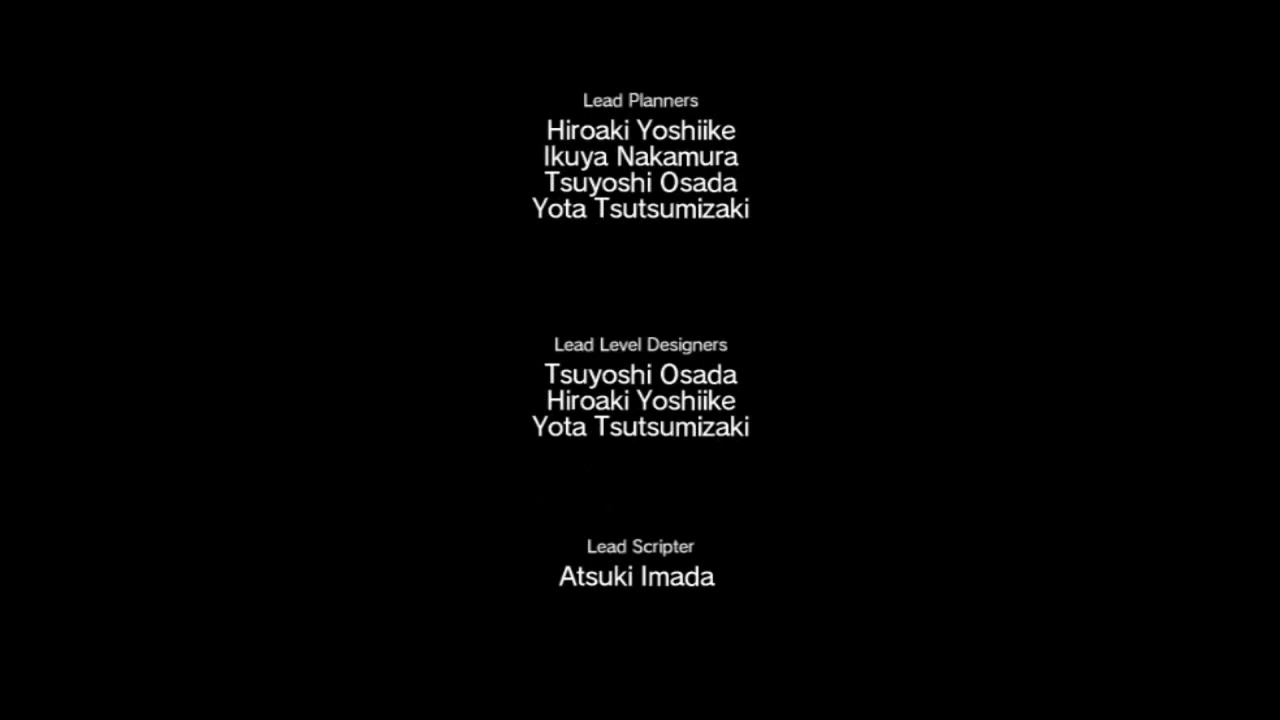 Lead Planners
Hiroaki Yoshiike
Ikuya Nakamura
Tsuyoshi Osada
Yota Tsutsumizaki
Lead Level Designers
Tsuyoshi Osada
Hiroaki Yoshiike
Yota Tsutsumizaki
Lead Scripter
Atsuki Imada